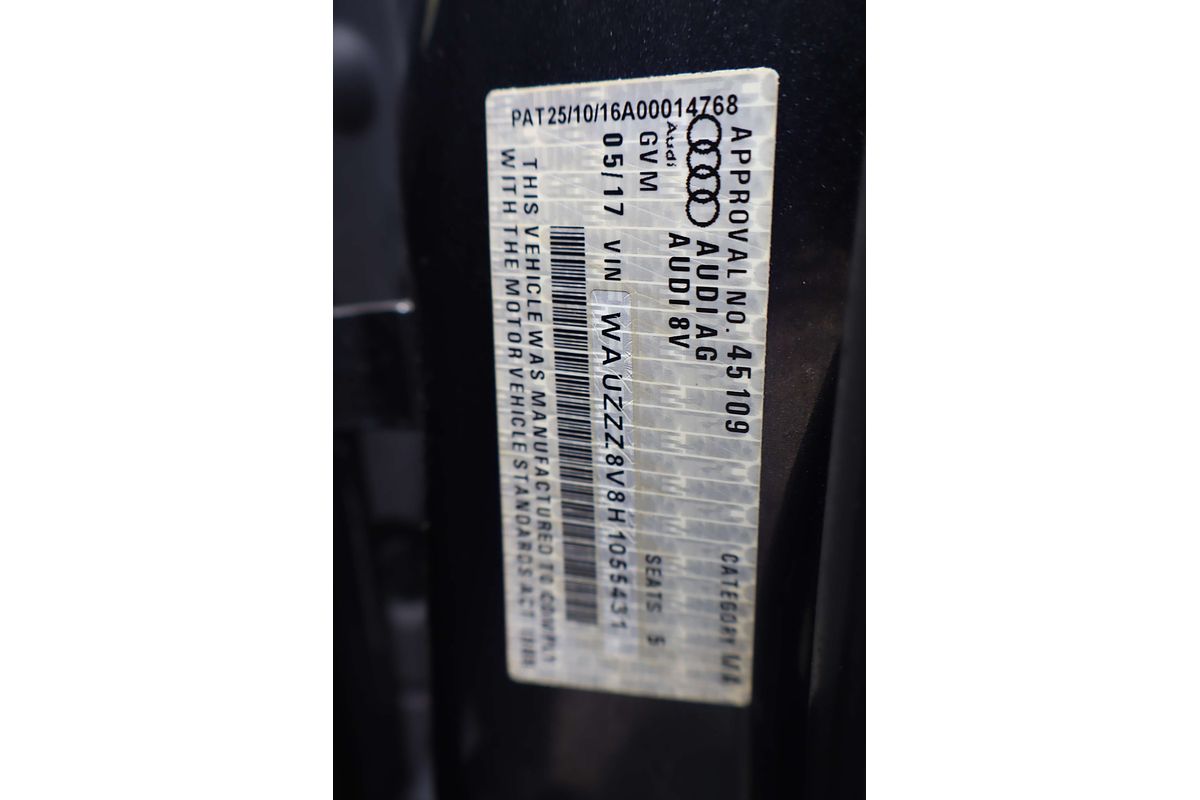 PAT25/10/16A00014768
APPROVAL NO. 45109 CATEGORY MA
Audi
AUDI AG
AUDI 8V
GVM SEATS 5
05/17 VIN WAUZZZ8V8H1055431
THIS VEHICLE WAS MANUFACTURED TO COMPLY
WITH THE MOTOR VEHICLE STANDARDS ACT 1989